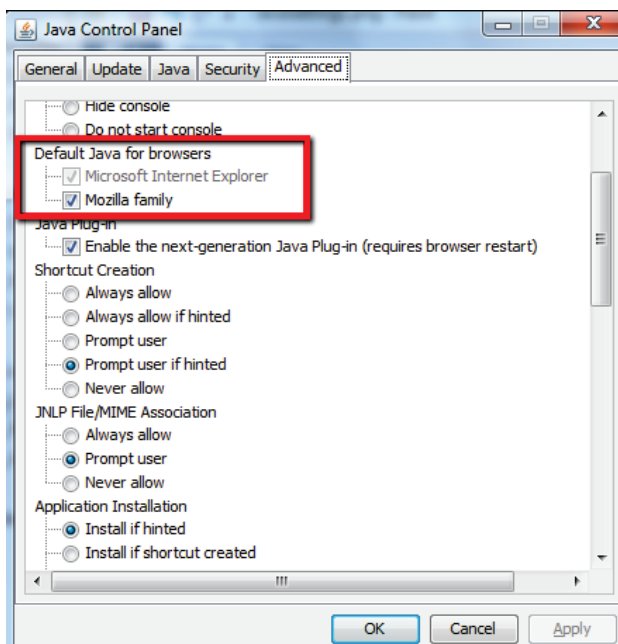 Java Control Panel
General Update Java Security Advanced
Hide console
Do not start console
Default Java for browsers
Microsoft Internet Explorer
Mozilla family
Java Plug-in
Enable the next-generation Java Plug-in (requires browser restart)
Shortcut Creation
Always allow
Always allow if hinted
Prompt user
Prompt user if hinted
Never allow
JNLP File/MIME Association
Always allow
Prompt user
Never allow
Application Installation
Install if hinted
Install if shortcut created
OK Cancel Apply